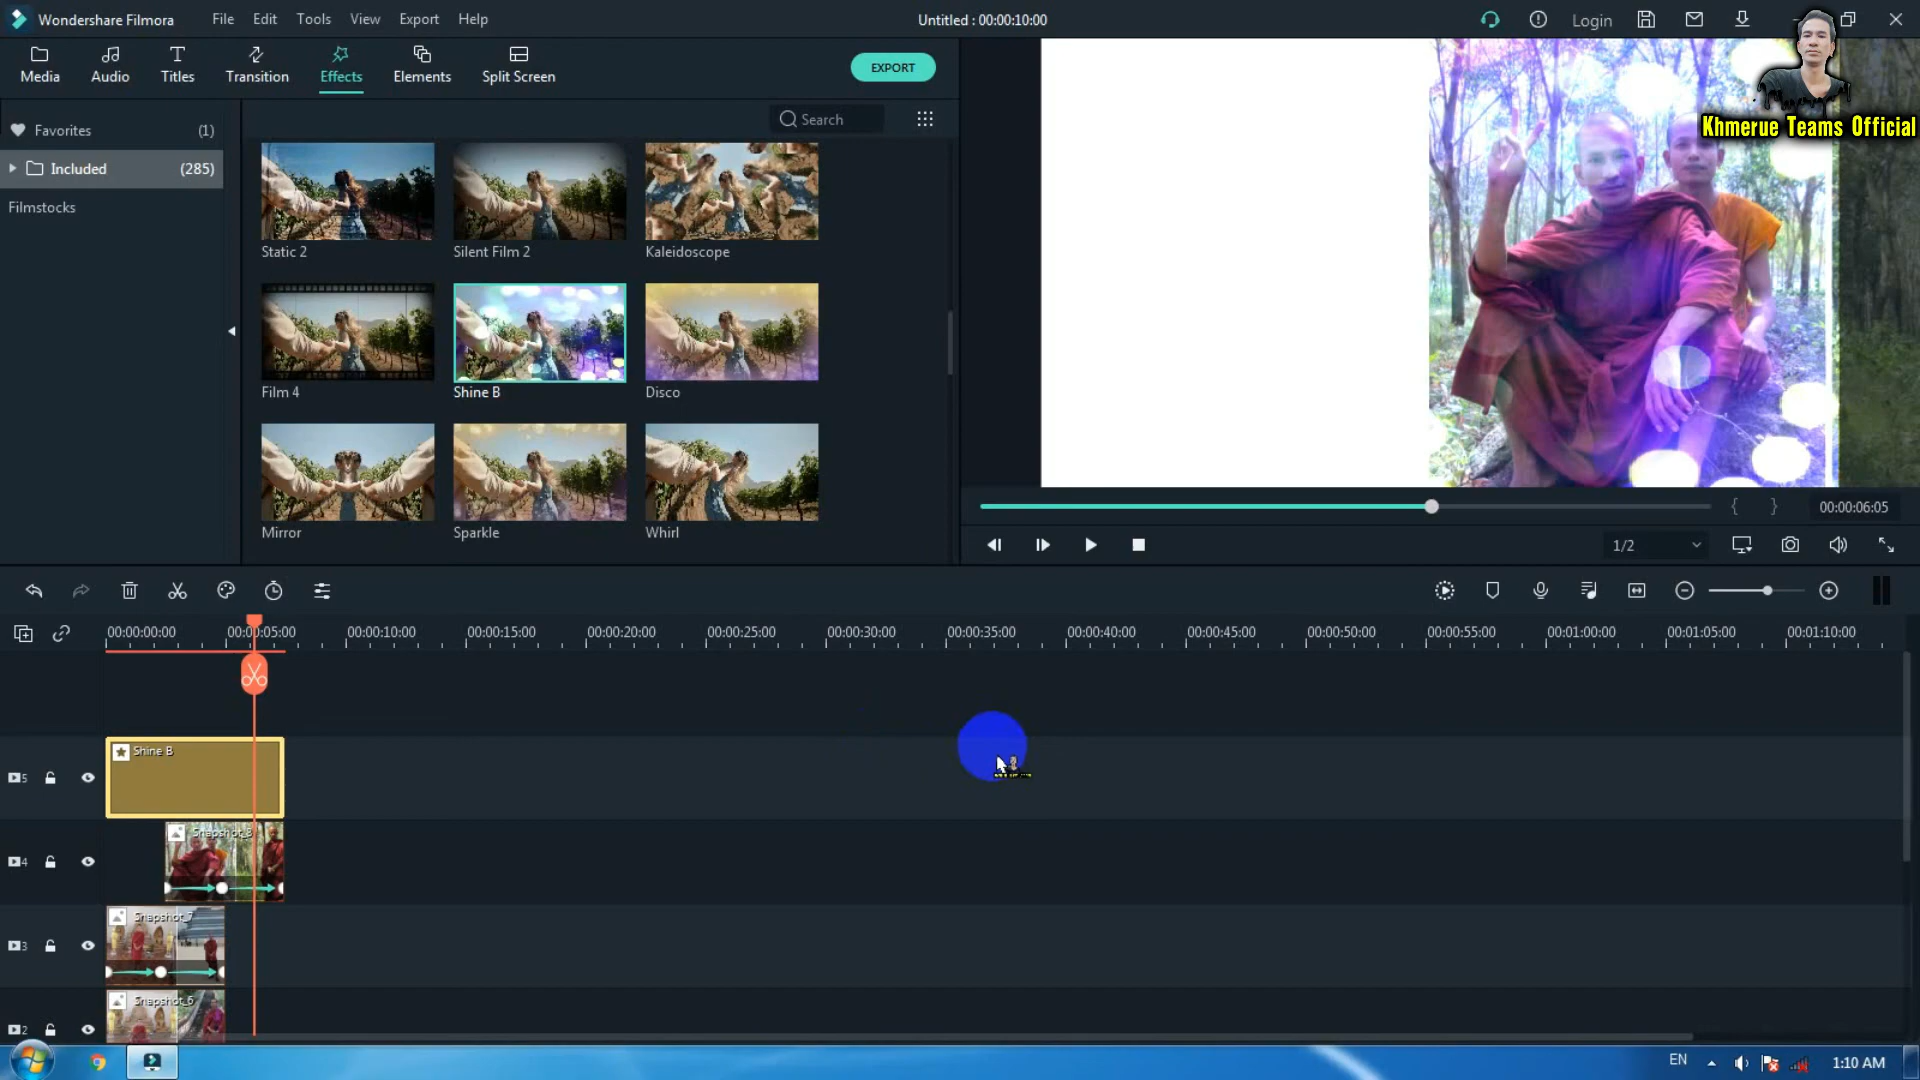 Wondershare Filmora
File Edit Tools View Export Help
Untitled : 00:00:10:00
Login
Media Audio Titles Transition Effects Elements Split Screen
EXPORT
Khmerue Teams Official
Favorites (1)
Included (285)
Filmstocks
Search
Static 2 Silent Film 2 Kaleidoscope
Film 4 Shine B Disco
Mirror Sparkle Whirl
00:00:06:05
1/2
00:00:00:00 00:00:05:00 00:00:10:00 00:00:15:00 00:00:20:00 00:00:25:00 00:00:30:00 00:00:35:00 00:00:40:00 00:00:45:00 00:00:50:00 00:00:55:00 00:01:00:00 00:01:05:00 00:01:10:00
5 Shine B
4 Snapshot_8
3 Snapshot_7
2 Snapshot_6
EN 1:10 AM